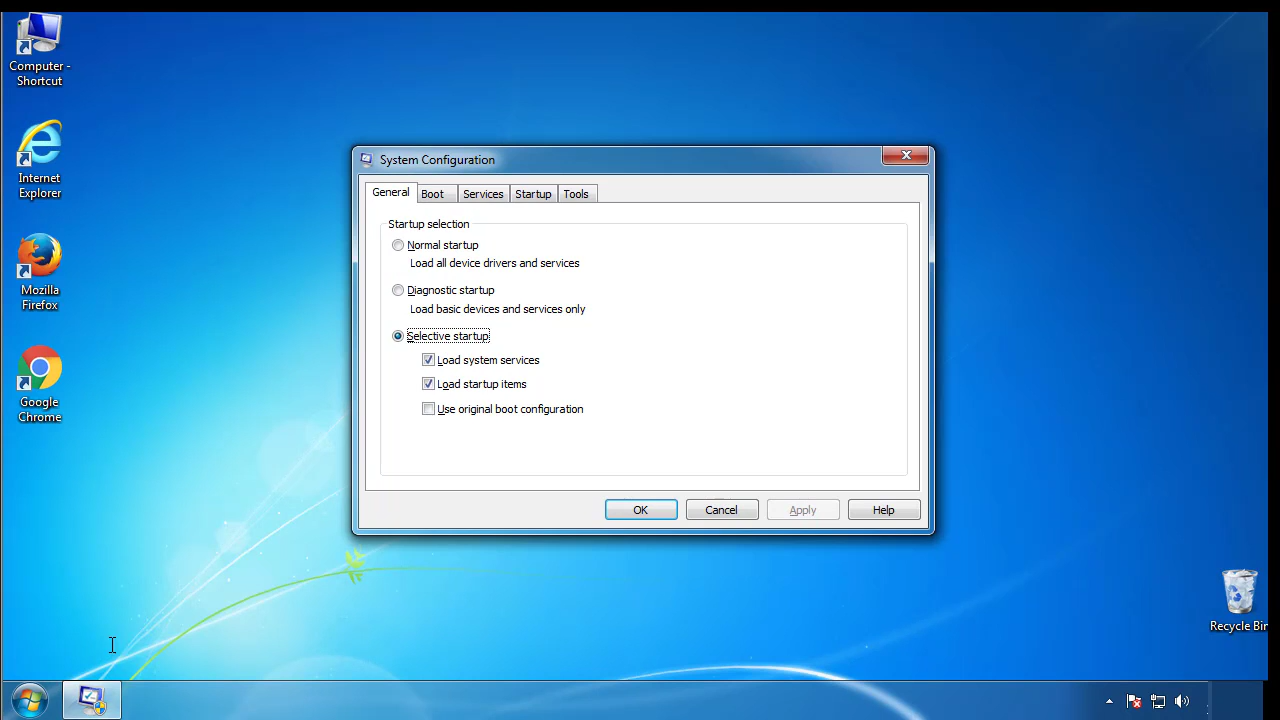 Computer -
Shortcut
Internet
Explorer
Mozilla
Firefox
Google
Chrome
System Configuration
General Boot Services Startup Tools
Startup selection
Normal startup
Load all device drivers and services
Diagnostic startup
Load basic devices and services only
Selective startup
Load system services
Load startup items
Use original boot configuration
OK Cancel Apply Help
Recycle Bin